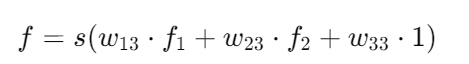 f = s(w₁₃ · f₁ + w₂₃ · f₂ + w₃₃ · 1)